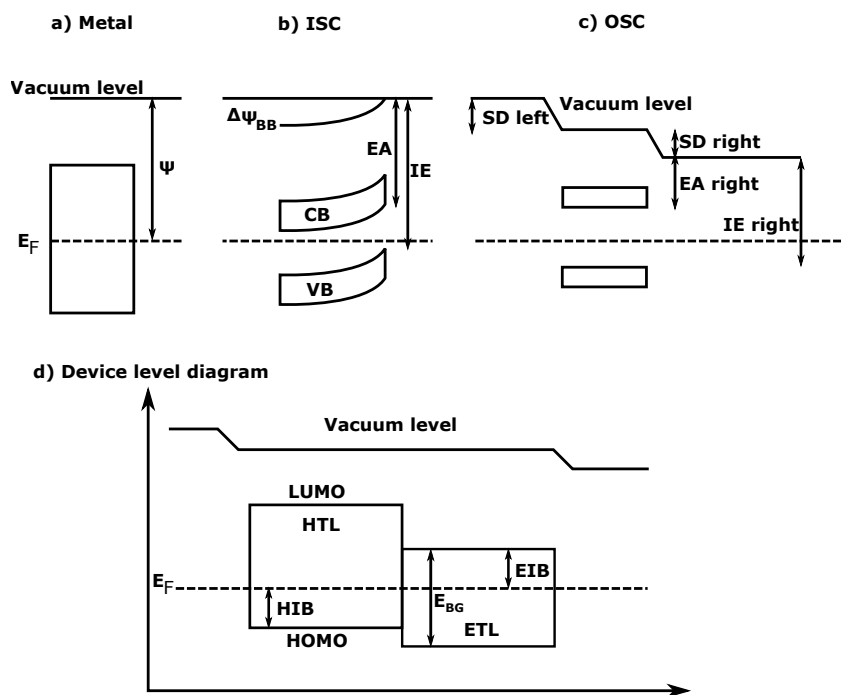 a) Metal
b) ISC
c) OSC
Vacuum level
Ψ
EF
ΔΨBB
EA
IE
CB
VB
Vacuum level
SD left
SD right
EA right
IE right
d) Device level diagram
Vacuum level
LUMO
HTL
EIB
EF
HIB
EBG
HOMO
ETL